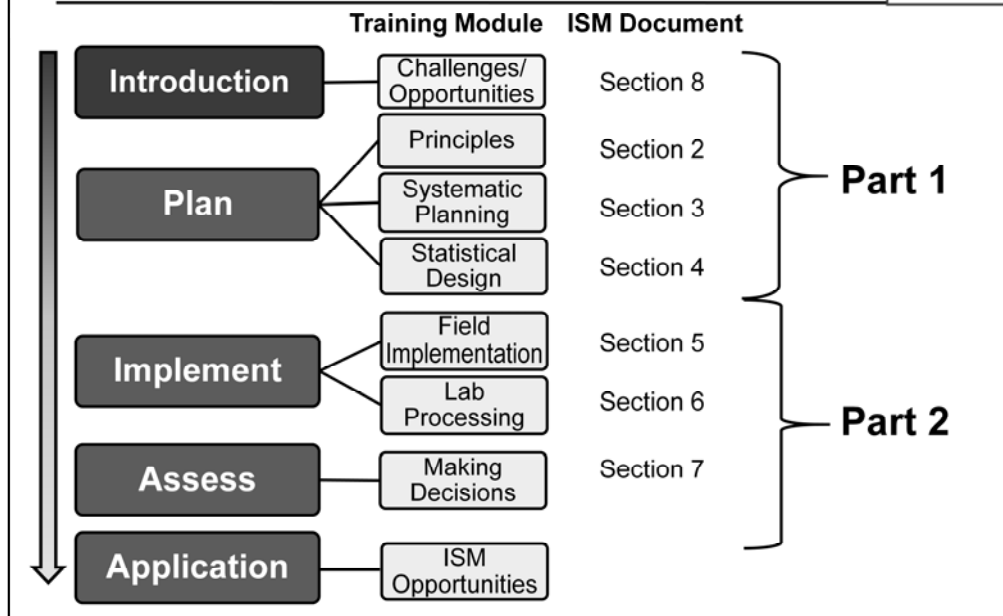 Training Module ISM Document
Introduction
Challenges/
Opportunities
Section 8
Plan
Principles
Section 2
Systematic
Planning
Section 3
Statistical
Design
Section 4
Part 1
Implement
Field
Implementation
Section 5
Lab
Processing
Section 6
Part 2
Assess
Making
Decisions
Section 7
Application
ISM
Opportunities